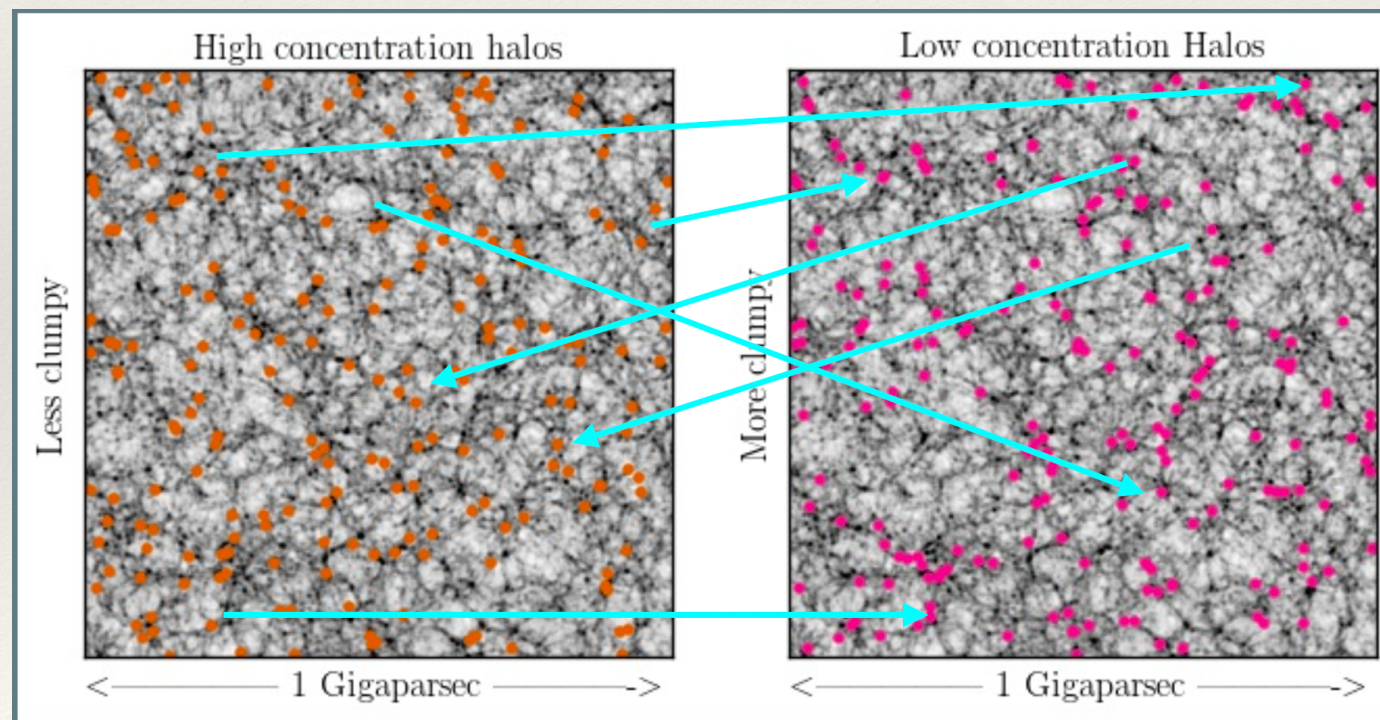 High concentration halos
Low concentration Halos
Less clumpy
More clumpy
<- 1 Gigaparsec ->
<- 1 Gigaparsec ->